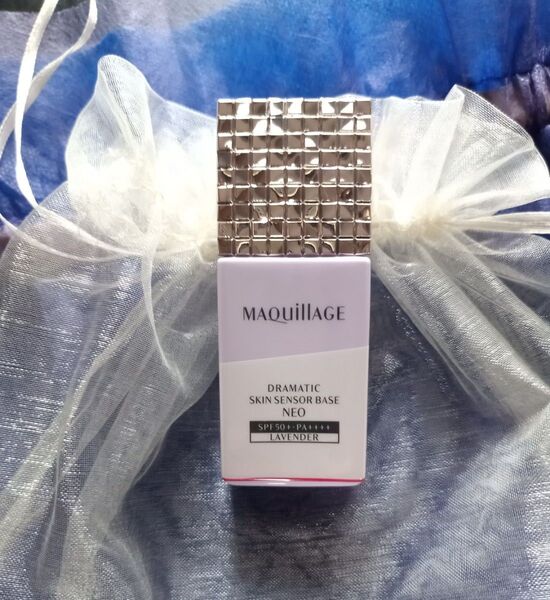 MAQuillAGE
DRAMATIC
SKIN SENSOR BASE
NEO
SPF50+・PA++++
LAVENDER